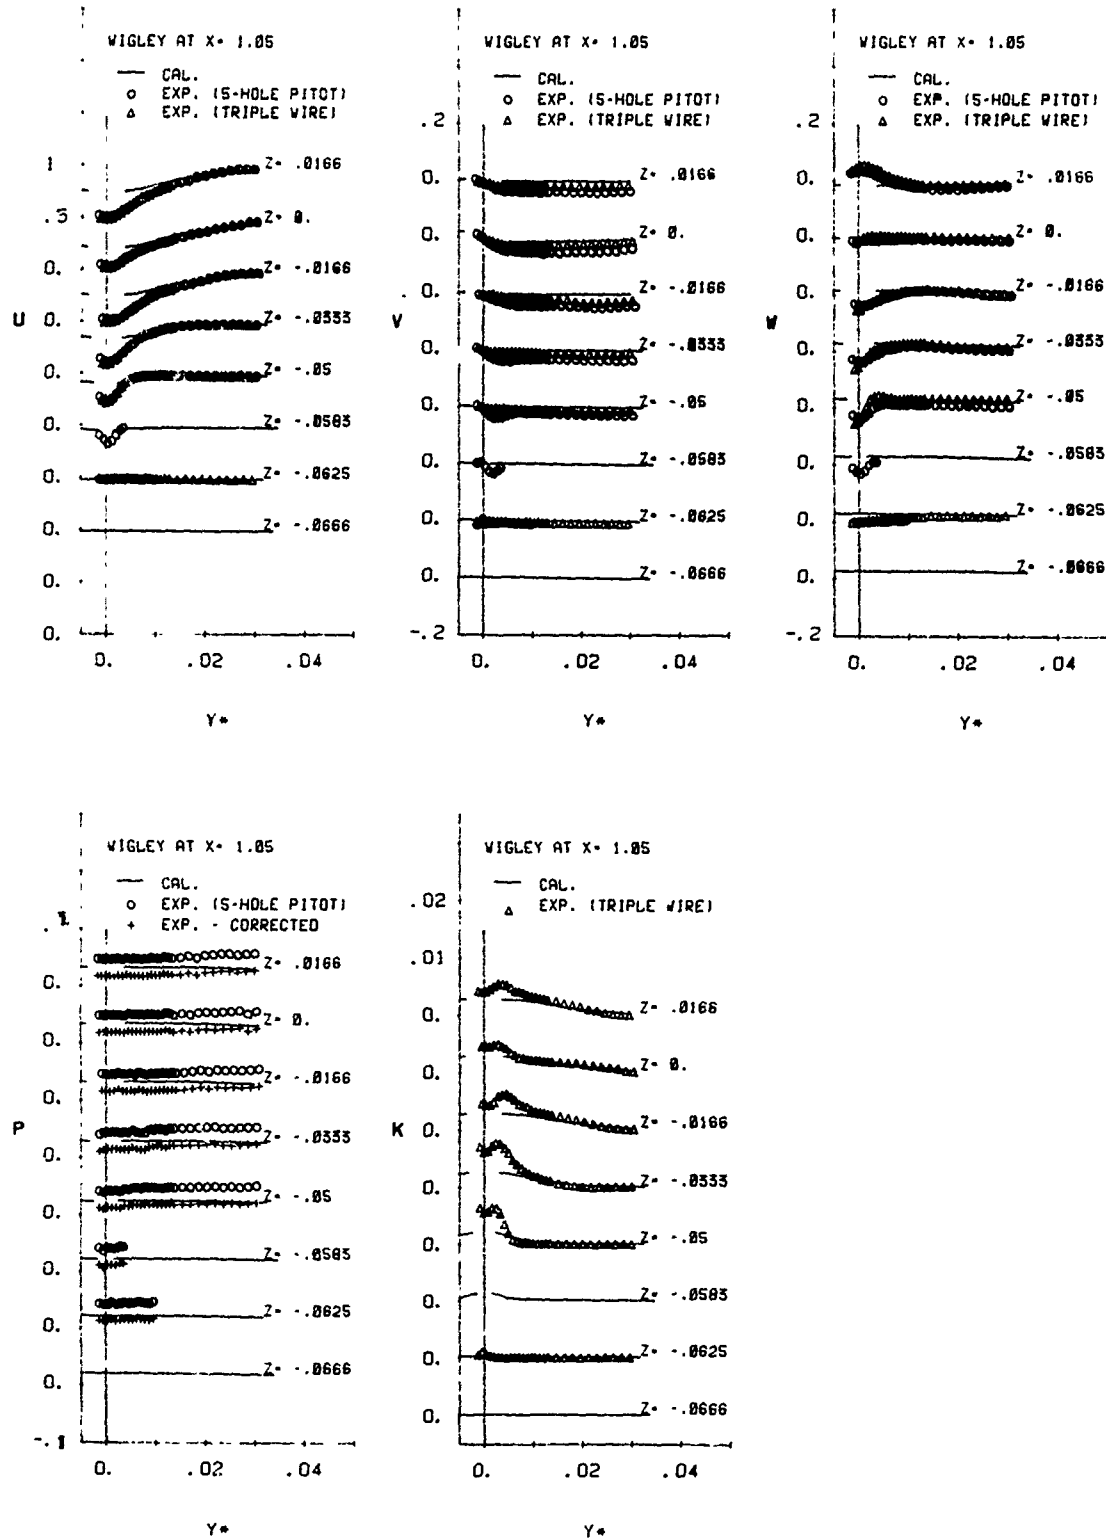 WIGLEY AT X= 1.05
CAL.
EXP. (5-HOLE PITOT)
EXP. (TRIPLE WIRE)
1
.5
0.
0.
0.
0.
0.
0.
0.
0.
U
Z= .0166
Z= 0.
Z= -.0166
Z= -.0333
Z= -.05
Z= -.0583
Z= -.0625
Z= -.0666
0. .02 .04
Y*
WIGLEY AT X= 1.05
CAL.
EXP. (5-HOLE PITOT)
EXP. (TRIPLE WIRE)
.2
0.
0.
0.
0.
0.
0.
0.
0.
-.2
V
Z= .0166
Z= 0.
Z= -.0166
Z= -.0333
Z= -.05
Z= -.0583
Z= -.0625
Z= -.0666
0. .02 .04
Y*
WIGLEY AT X= 1.05
CAL.
EXP. (5-HOLE PITOT)
EXP. (TRIPLE WIRE)
.2
0.
0.
0.
0.
0.
0.
0.
0.
-.2
W
Z= .0166
Z= 0.
Z= -.0166
Z= -.0333
Z= -.05
Z= -.0583
Z= -.0625
Z= -.0666
0. .02 .04
Y*
WIGLEY AT X= 1.05
CAL.
EXP. (5-HOLE PITOT)
EXP. - CORRECTED
.1
0.
0.
0.
0.
0.
0.
0.
0.
-.1
P
Z= .0166
Z= 0.
Z= -.0166
Z= -.0333
Z= -.05
Z= -.0583
Z= -.0625
Z= -.0666
0. .02 .04
Y*
WIGLEY AT X= 1.05
CAL.
EXP. (TRIPLE WIRE)
.02
.01
0.
0.
0.
0.
0.
0.
0.
0.
K
Z= .0166
Z= 0.
Z= -.0166
Z= -.0333
Z= -.05
Z= -.0583
Z= -.0625
Z= -.0666
0. .02 .04
Y*